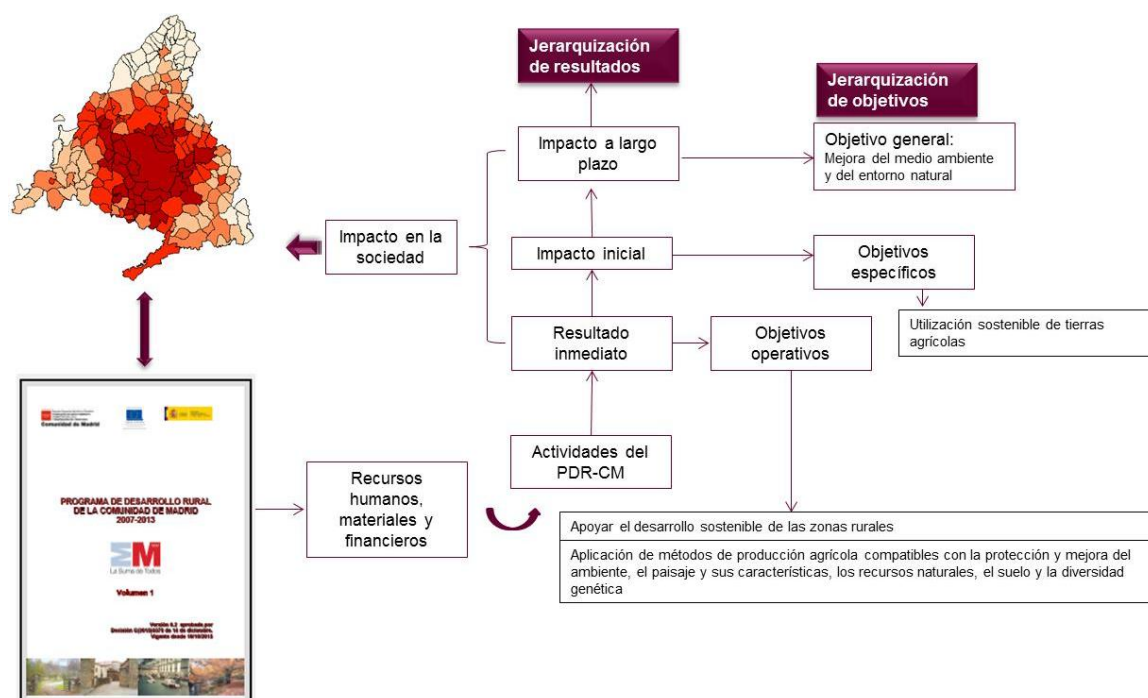 Jerarquización
de resultados
Jerarquización
de objetivos
Impacto a largo
plazo
Objetivo general:
Mejora del medio ambiente
y del entorno natural
Impacto en la
sociedad
Impacto inicial
Objetivos
específicos
Utilización sostenible de tierras
agrícolas
Resultado
inmediato
Objetivos
operativos
Comunidad de Madrid
PROGRAMA DE DESARROLLO RURAL
DE LA COMUNIDAD DE MADRID
2007-2013
La Suma de Todos
Volumen 1
Recursos
humanos,
materiales y
financieros
Actividades del
PDR-CM
Apoyar el desarrollo sostenible de las zonas rurales
Aplicación de métodos de producción agrícola compatibles con la protección y mejora del
ambiente, el paisaje y sus características, los recursos naturales, el suelo y la diversidad
genética